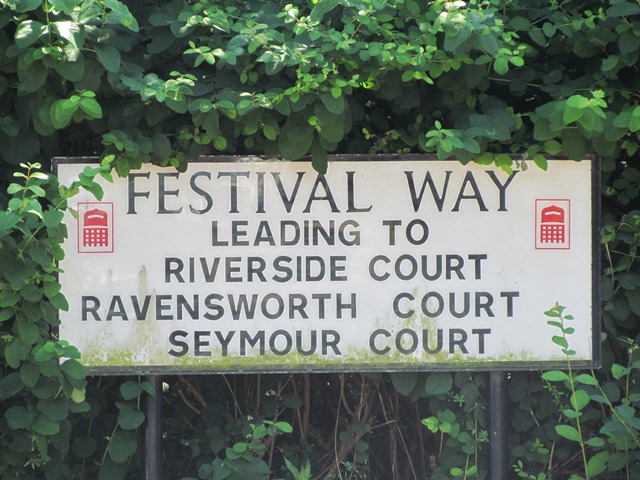 FESTIVAL WAY
LEADING TO
RIVERSIDE COURT
RAVENSWORTH COURT
SEYMOUR COURT